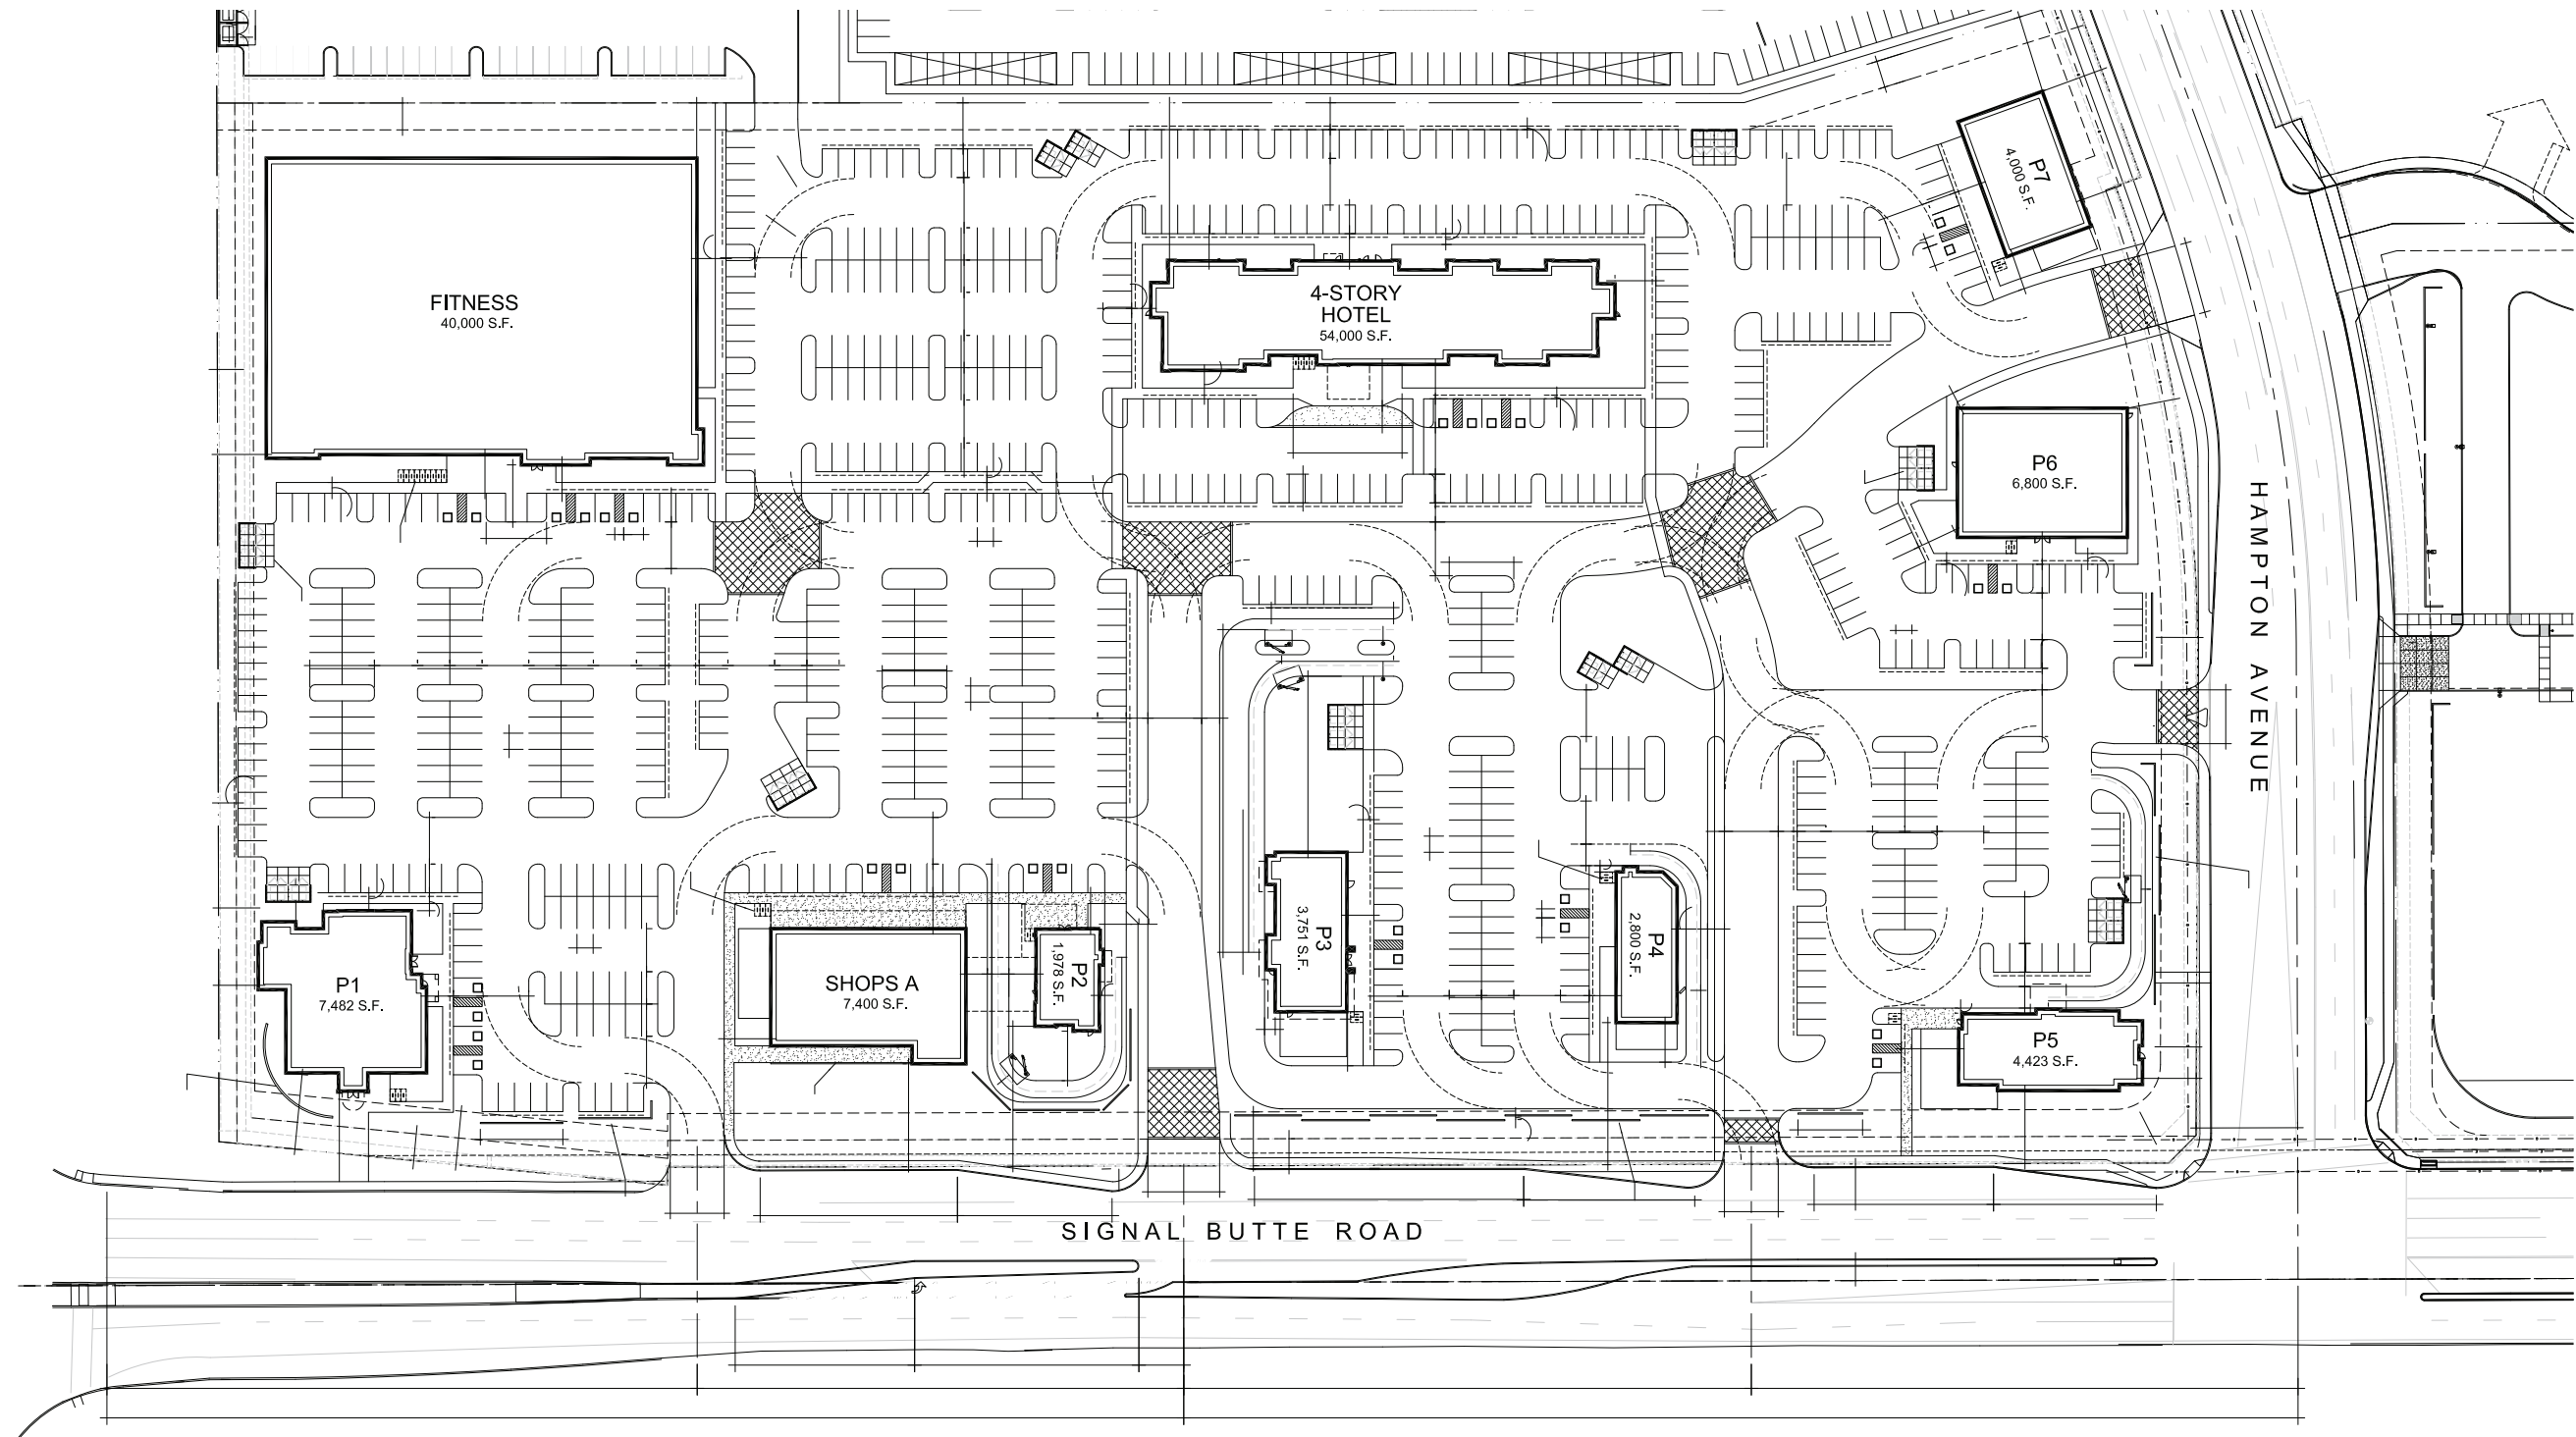 P7
4,000 S.F.
FITNESS
40,000 S.F.
4-STORY
HOTEL
54,000 S.F.
P6
6,800 S.F.
HAMPTON AVENUE
P1
7,482 S.F.
SHOPS A
7,400 S.F.
P2
1,978 S.F.
P3
3,751 S.F.
P4
2,800 S.F.
P5
4,423 S.F.
SIGNAL BUTTE ROAD